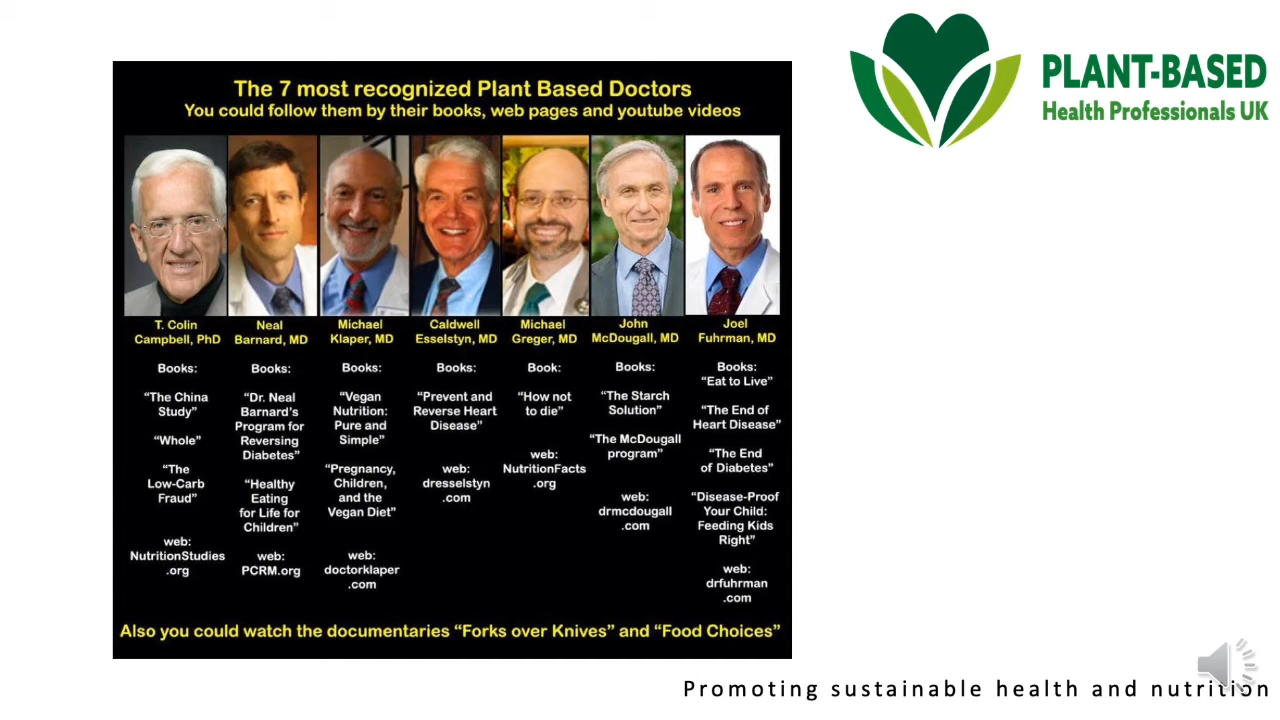 PLANT-BASED
Health Professionals UK
The 7 most recognized Plant Based Doctors
You could follow them by their books, web pages and youtube videos
T. Colin
Campbell, PhD
Books:
“The China
Study”
“Whole”
“The
Low-Carb
Fraud”
web:
NutritionStudies
.org
Neal
Barnard, MD
Books:
“Dr. Neal
Barnard’s
Program for
Reversing
Diabetes”
“Healthy
Eating
for Life for
Children”
web:
PCRM.org
Michael
Klaper, MD
Books:
“Vegan
Nutrition:
Pure and
Simple”
“Pregnancy,
Children,
and the
Vegan Diet”
web:
doctorklaper
.com
Caldwell
Esselstyn, MD
Books:
“Prevent and
Reverse Heart
Disease”
web:
dresselstyn
.com
Michael
Greger, MD
Book:
“How not
to die”
web:
NutritionFacts
.org
John
McDougall, MD
Books:
“The Starch
Solution”
“The McDougall
program”
web:
drmcdougall
.com
Joel
Fuhrman, MD
Books:
“Eat to Live”
“The End of
Heart Disease”
“The End
of Diabetes”
“Disease-Proof
Your Child:
Feeding Kids
Right”
web:
drfuhrman
.com
Also you could watch the documentaries “Forks over Knives” and “Food Choices”
Promoting sustainable health and nutrition